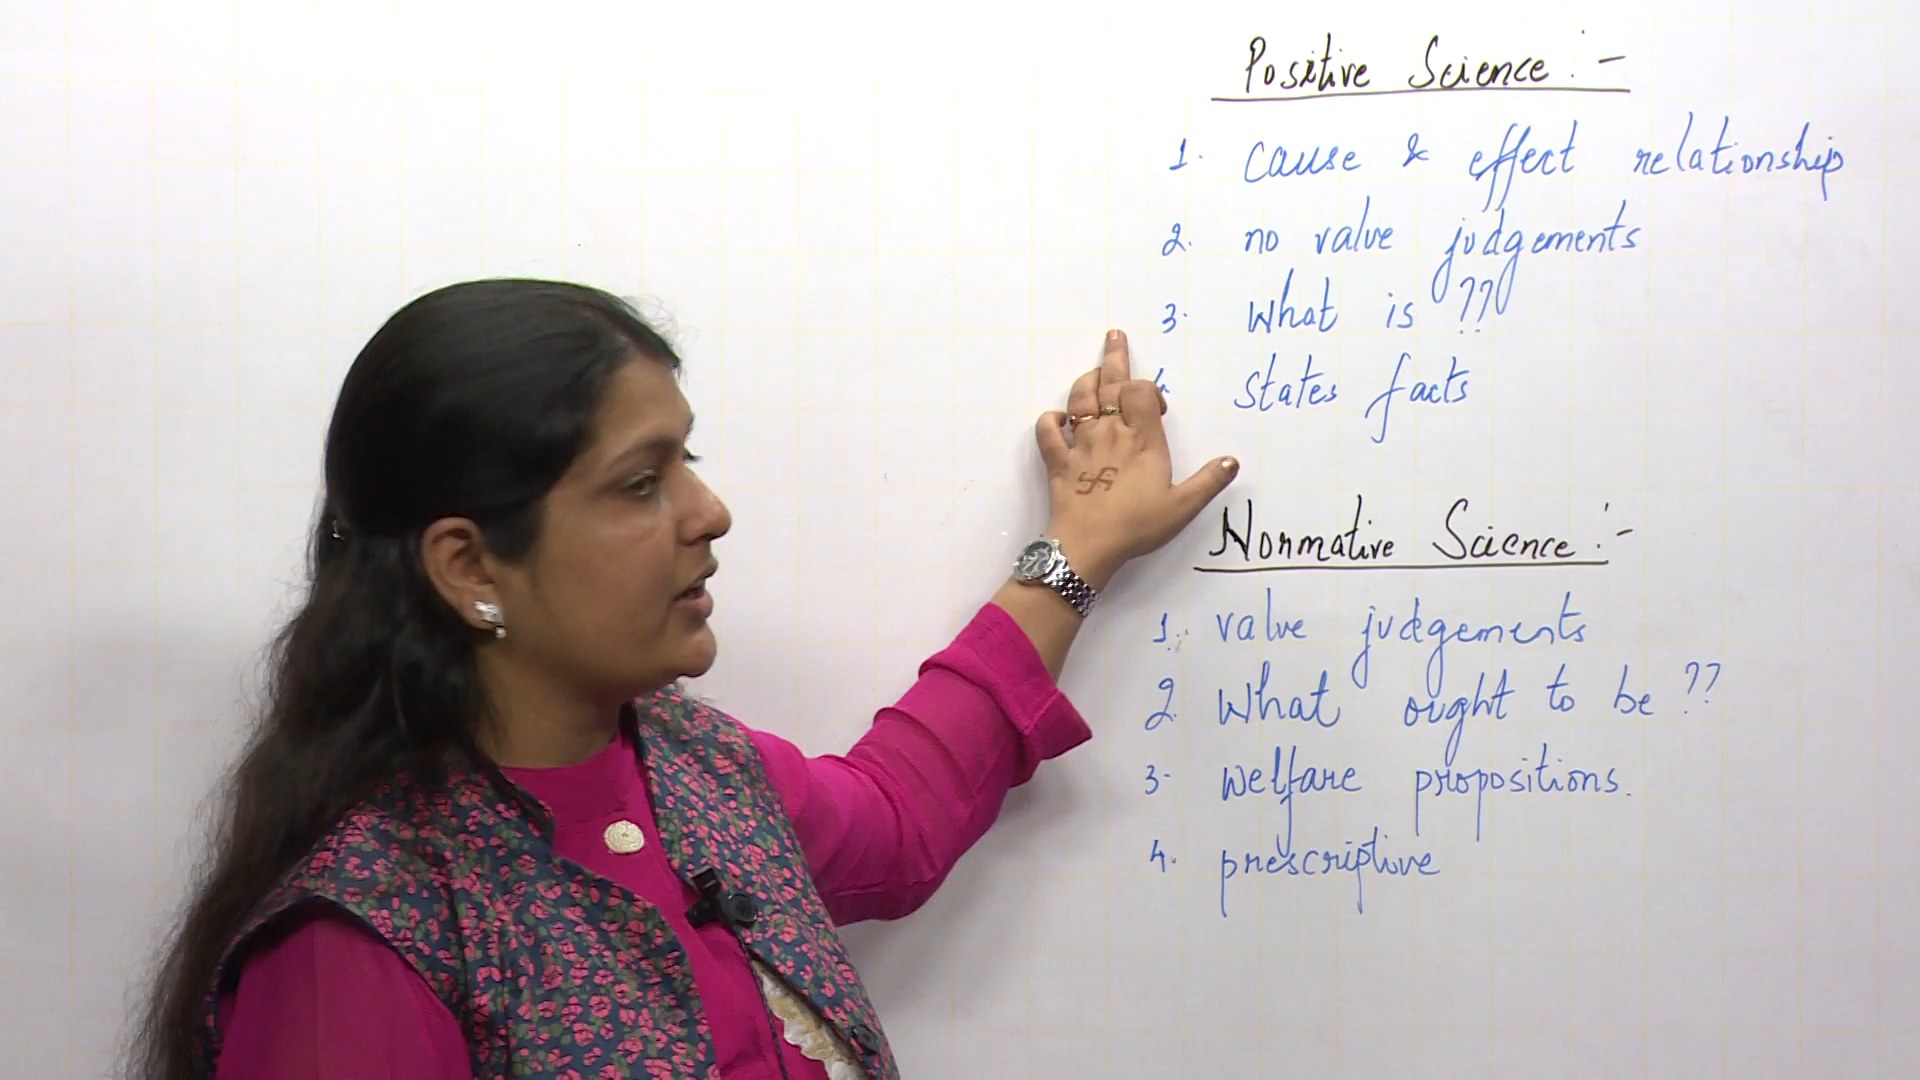 Positive Science :-
1. cause & effect relationship
2. no value judgements
3. What is ??
4. states facts
Normative Science :-
1. value judgements
2. What ought to be ??
3. welfare propositions.
4. prescriptive